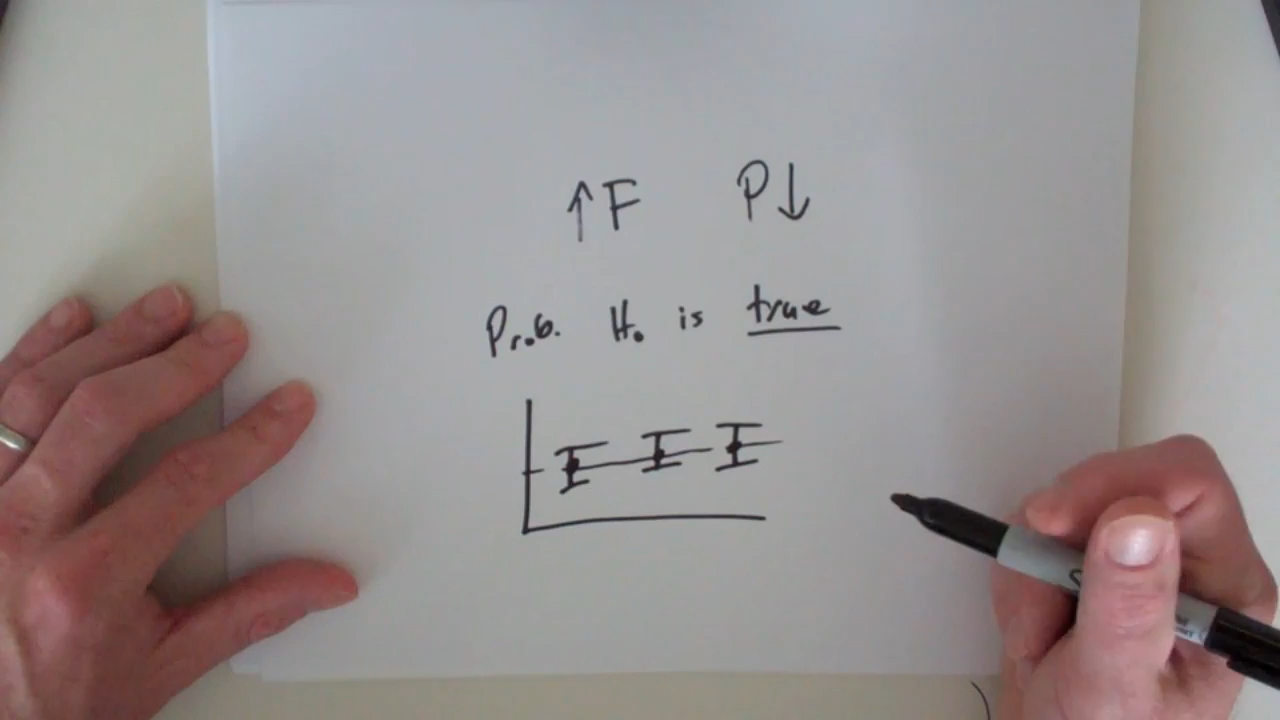 ↑F P↓
Prob. H₀ is true